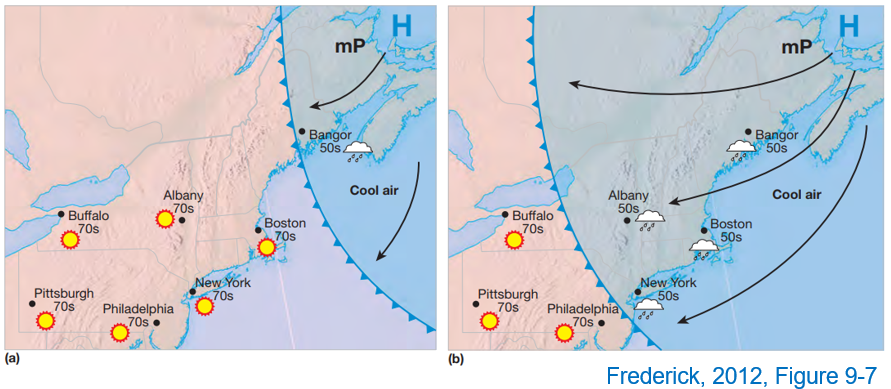 H
mP
Bangor
50s
Cool air
Albany
70s
Buffalo
70s
Boston
70s
Pittsburgh
70s
New York
70s
Philadelphia
70s
(a)
H
mP
Bangor
50s
Cool air
Albany
50s
Buffalo
70s
Boston
50s
Pittsburgh
70s
New York
50s
Philadelphia
70s
(b)
Frederick, 2012, Figure 9-7